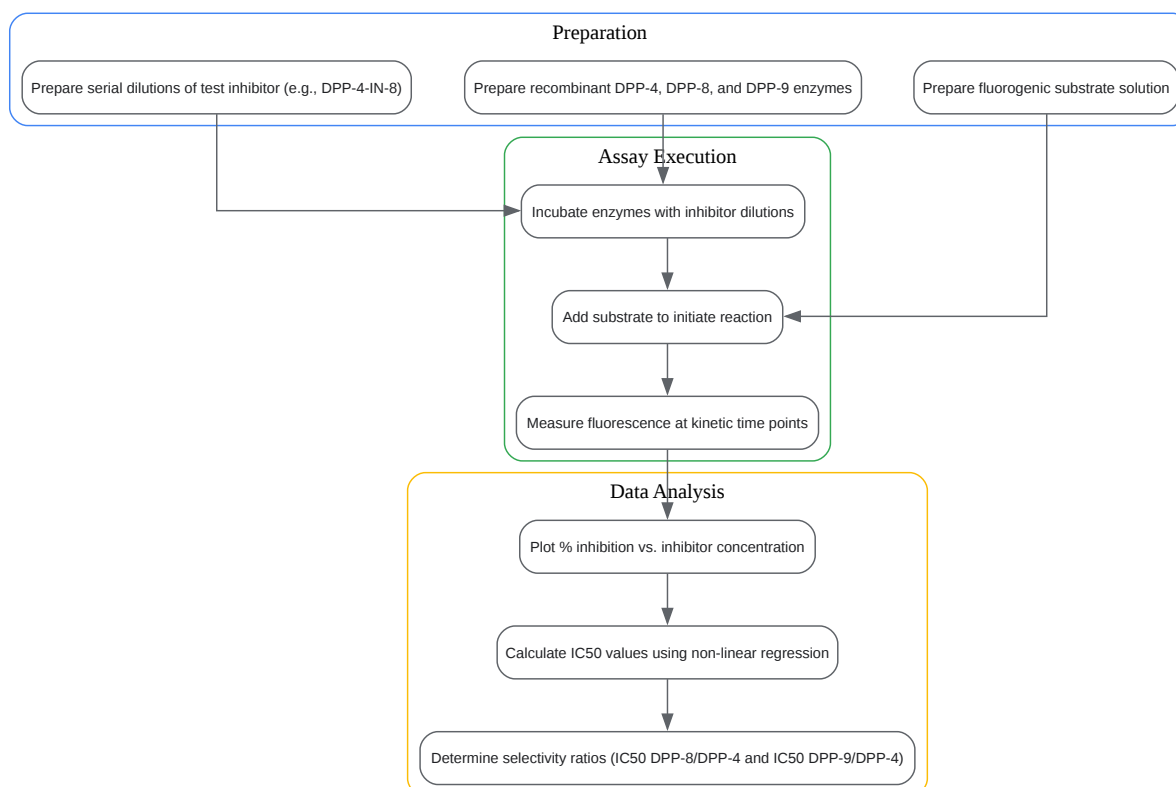 Preparation
Prepare serial dilutions of test inhibitor (e.g., DPP-4-IN-8)
Prepare recombinant DPP-4, DPP-8, and DPP-9 enzymes
Prepare fluorogenic substrate solution
Assay Execution
Incubate enzymes with inhibitor dilutions
Add substrate to initiate reaction
Measure fluorescence at kinetic time points
Data Analysis
Plot % inhibition vs. inhibitor concentration
Calculate IC50 values using non-linear regression
Determine selectivity ratios (IC50 DPP-8/DPP-4 and IC50 DPP-9/DPP-4)